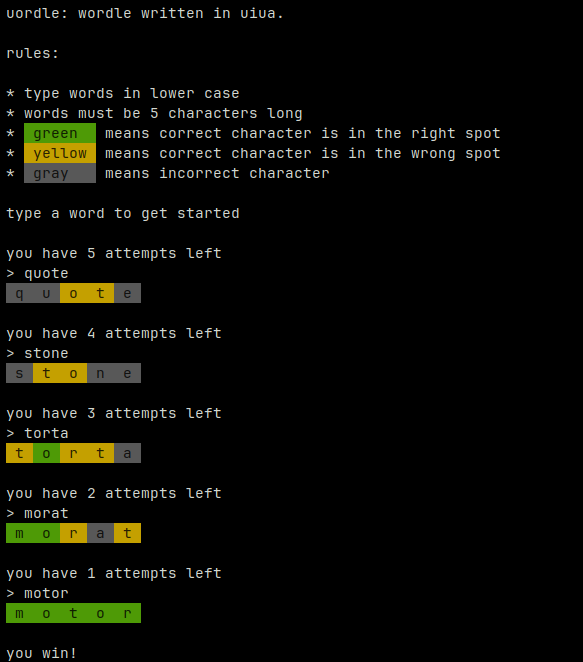 uordle: wordle written in uiua.
rules:
* type words in lower case
* words must be 5 characters long
* green means correct character is in the right spot
* yellow means correct character is in the wrong spot
* gray means incorrect character
type a word to get started
you have 5 attempts left
> quote
q u o t e
you have 4 attempts left
> stone
s t o n e
you have 3 attempts left
> torta
t o r t a
you have 2 attempts left
> morat
m o r a t
you have 1 attempts left
> motor
m o t o r
you win!